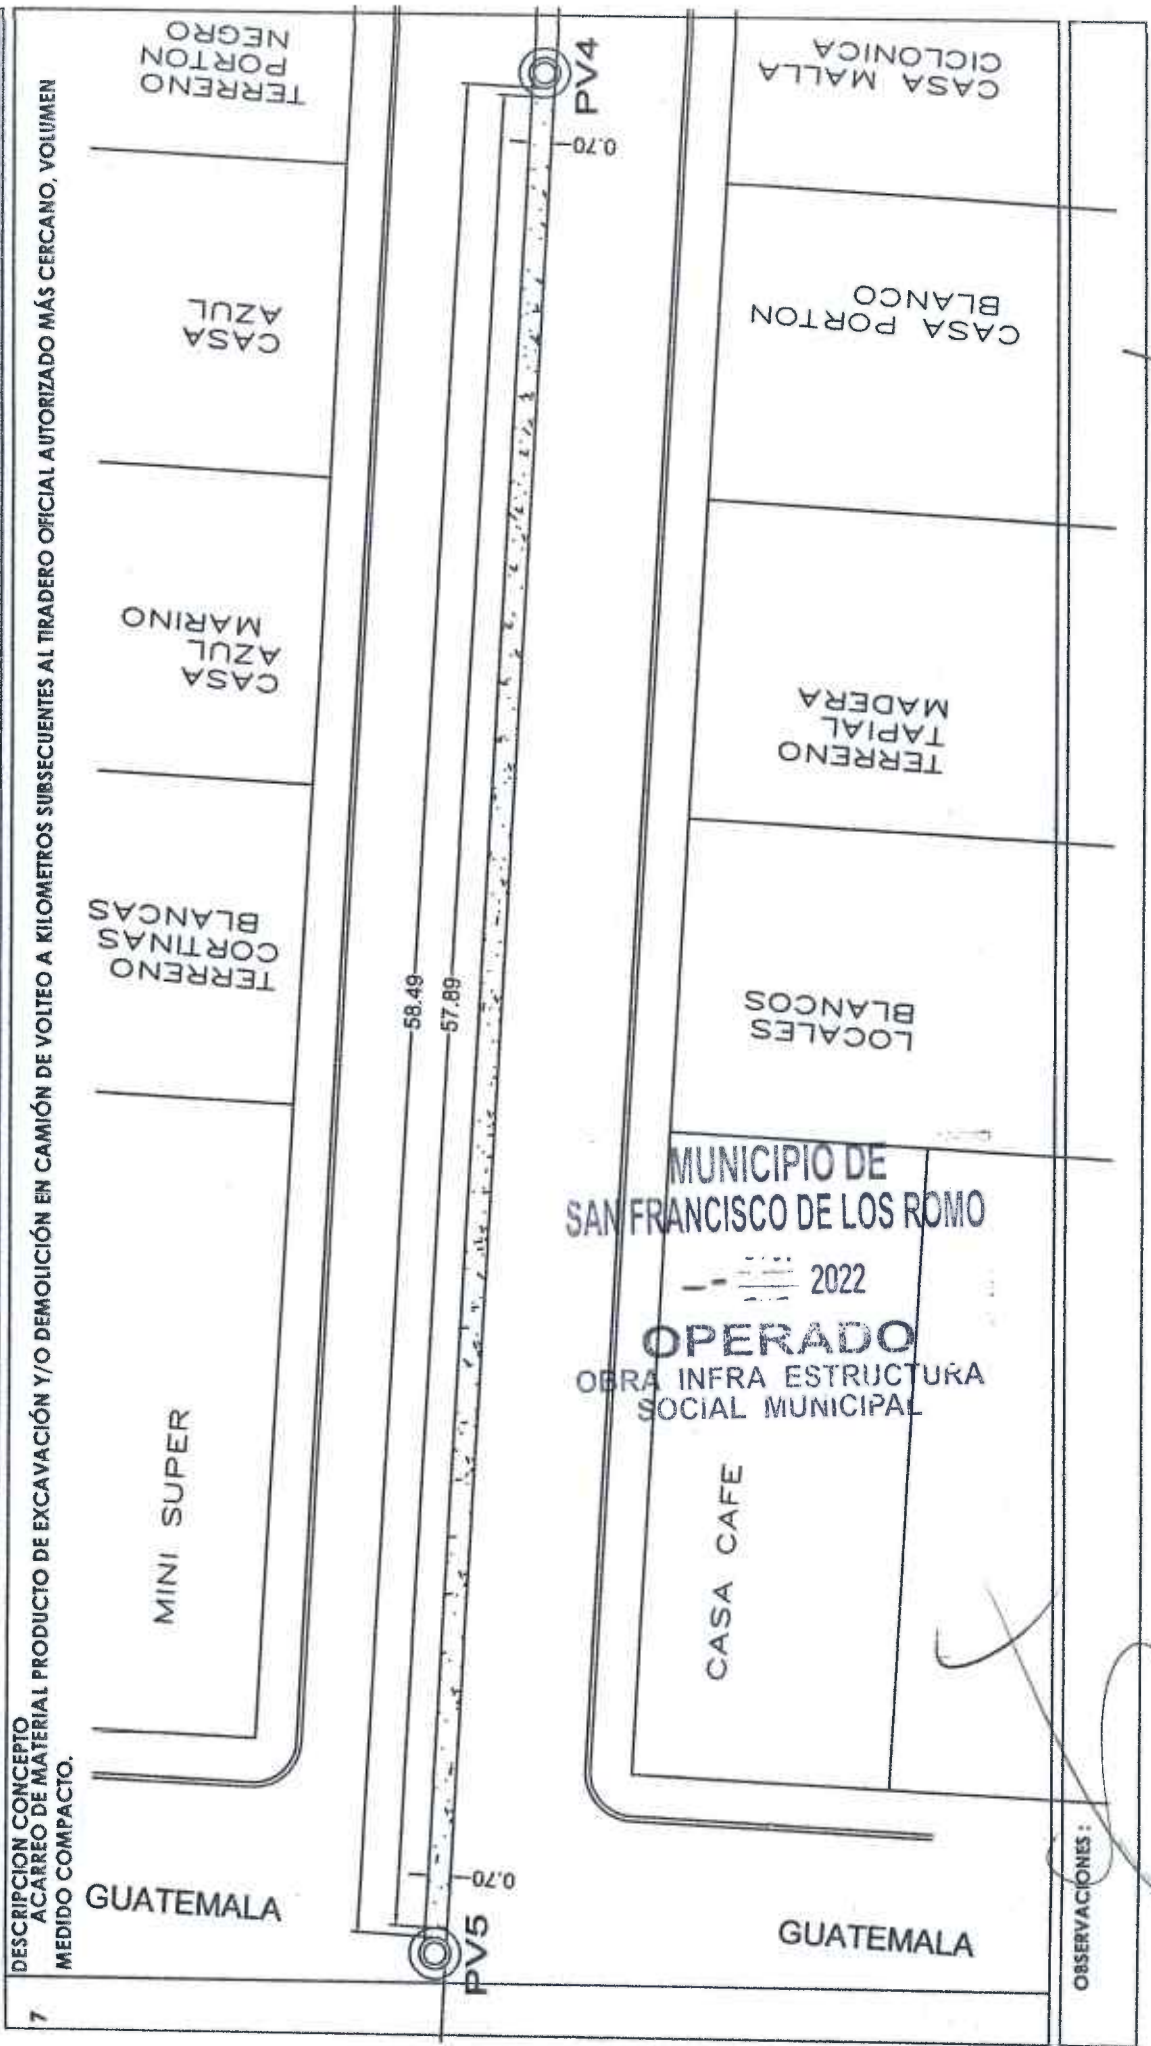 7
DESCRIPCION CONCEPTO
ACARREO DE MATERIAL PRODUCTO DE EXCAVACIÓN Y/O DEMOLICIÓN EN CAMIÓN DE VOLTEO A KILOMETROS SUBSECUENTES AL TIRADERO OFICIAL AUTORIZADO MÁS CERCANO, VOLUMEN
MEDIDO COMPACTO.
GUATEMALA
MINI SUPER
TERRENO
CORTINAS
BLANCAS
CASA
AZUL
MARINO
CASA
AZUL
TERRENO
PORTON
NEGRO
58.49
57.89
PV5
0.70
0.70
PV4
GUATEMALA
CASA CAFE
LOCALES
BLANCOS
TERRENO
TAPIAL
MADERA
CASA PORTON
BLANCO
CASA MALLA
CICLONICA
MUNICIPIO DE
SAN FRANCISCO DE LOS ROMO
2022
OPERADO
OBRA INFRA ESTRUCTURA
SOCIAL MUNICIPAL
OBSERVACIONES :